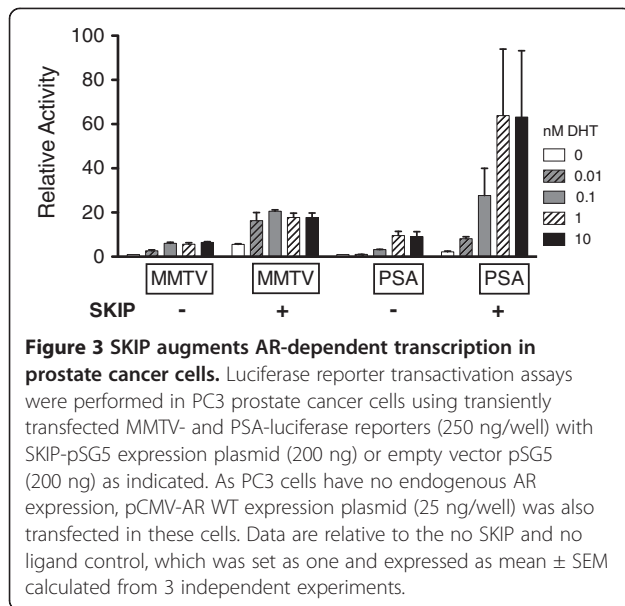 100
80
60
40
20
0
Relative Activity
nM DHT
0
0.01
0.1
1
10
MMTV MMTV PSA PSA
SKIP - + - +
Figure 3 SKIP augments AR-dependent transcription in
prostate cancer cells. Luciferase reporter transactivation assays
were performed in PC3 prostate cancer cells using transiently
transfected MMTV- and PSA-luciferase reporters (250 ng/well) with
SKIP-pSG5 expression plasmid (200 ng) or empty vector pSG5
(200 ng) as indicated. As PC3 cells have no endogenous AR
expression, pCMV-AR WT expression plasmid (25 ng/well) was also
transfected in these cells. Data are relative to the no SKIP and no
ligand control, which was set as one and expressed as mean ± SEM
calculated from 3 independent experiments.